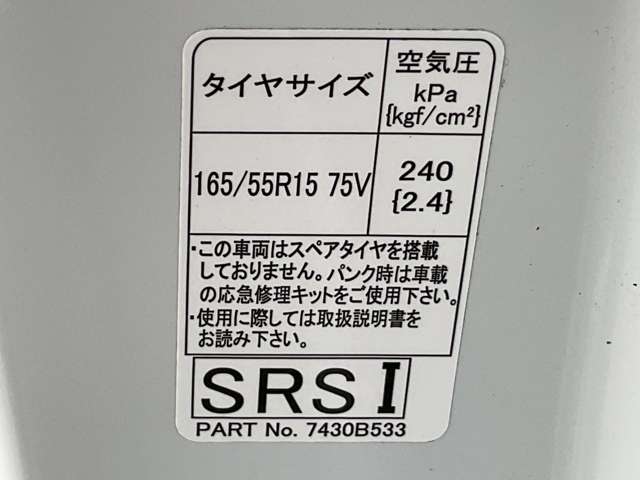 タイヤサイズ
空気圧
kPa
{kgf/cm²}
165/55R15 75V
240
{2.4}
・この車両はスペアタイヤを搭載
しておりません。パンク時は車載
の応急修理キットをご使用下さい。
・使用に際しては取扱説明書を
お読み下さい。
SRS I
PART No. 7430B533